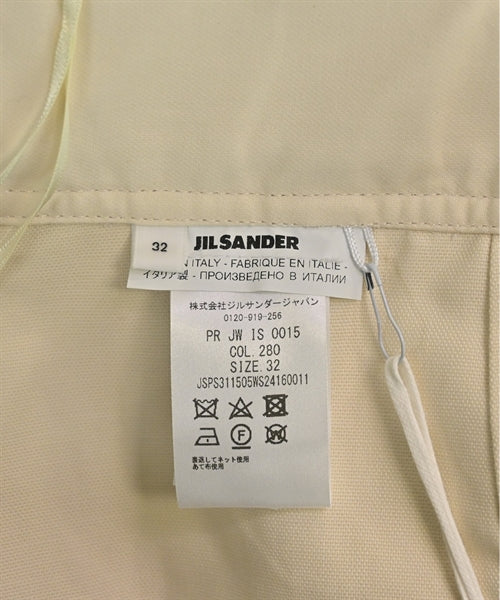 32
JIL SANDER
N ITALY - FABRIQUE EN ITALIE -
イタリア製 - ПРОИЗВЕДЕНО В ИТАЛИИ
株式会社ジルサンダージャパン
0120-919-256
PR JW IS 0015
COL.280
SIZE.32
JSPS311505WS24160011
F W
裏返してネット使用
あて布使用